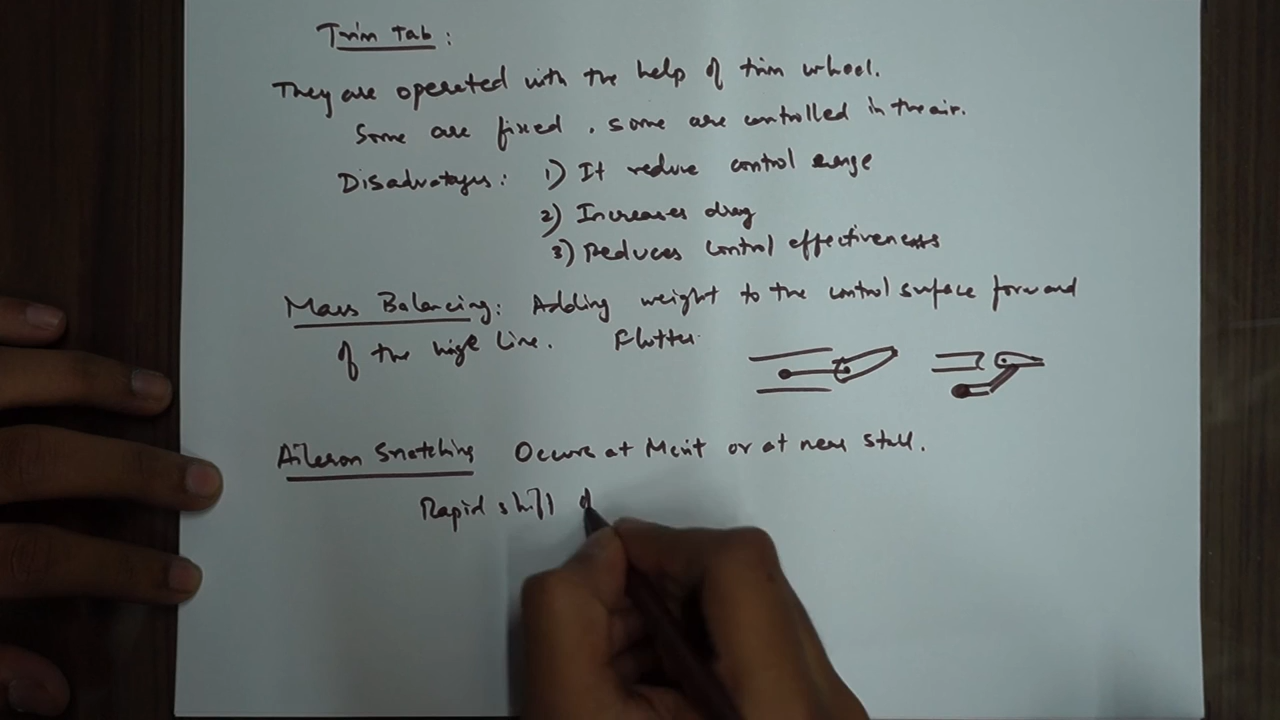 Trim Tab :
They are operated with the help of trim wheel.
Some are fixed, some are controlled in the air.
Disadvatages : 1) It reduce control range
2) Increases drag
3) Reduces control effectiveness
Mass Balancing : Adding weight to the control surface forward
of the hige line. Flutter.
Aileron Snatching Occurs at Mcrit or at near Stall.
Rapid shift